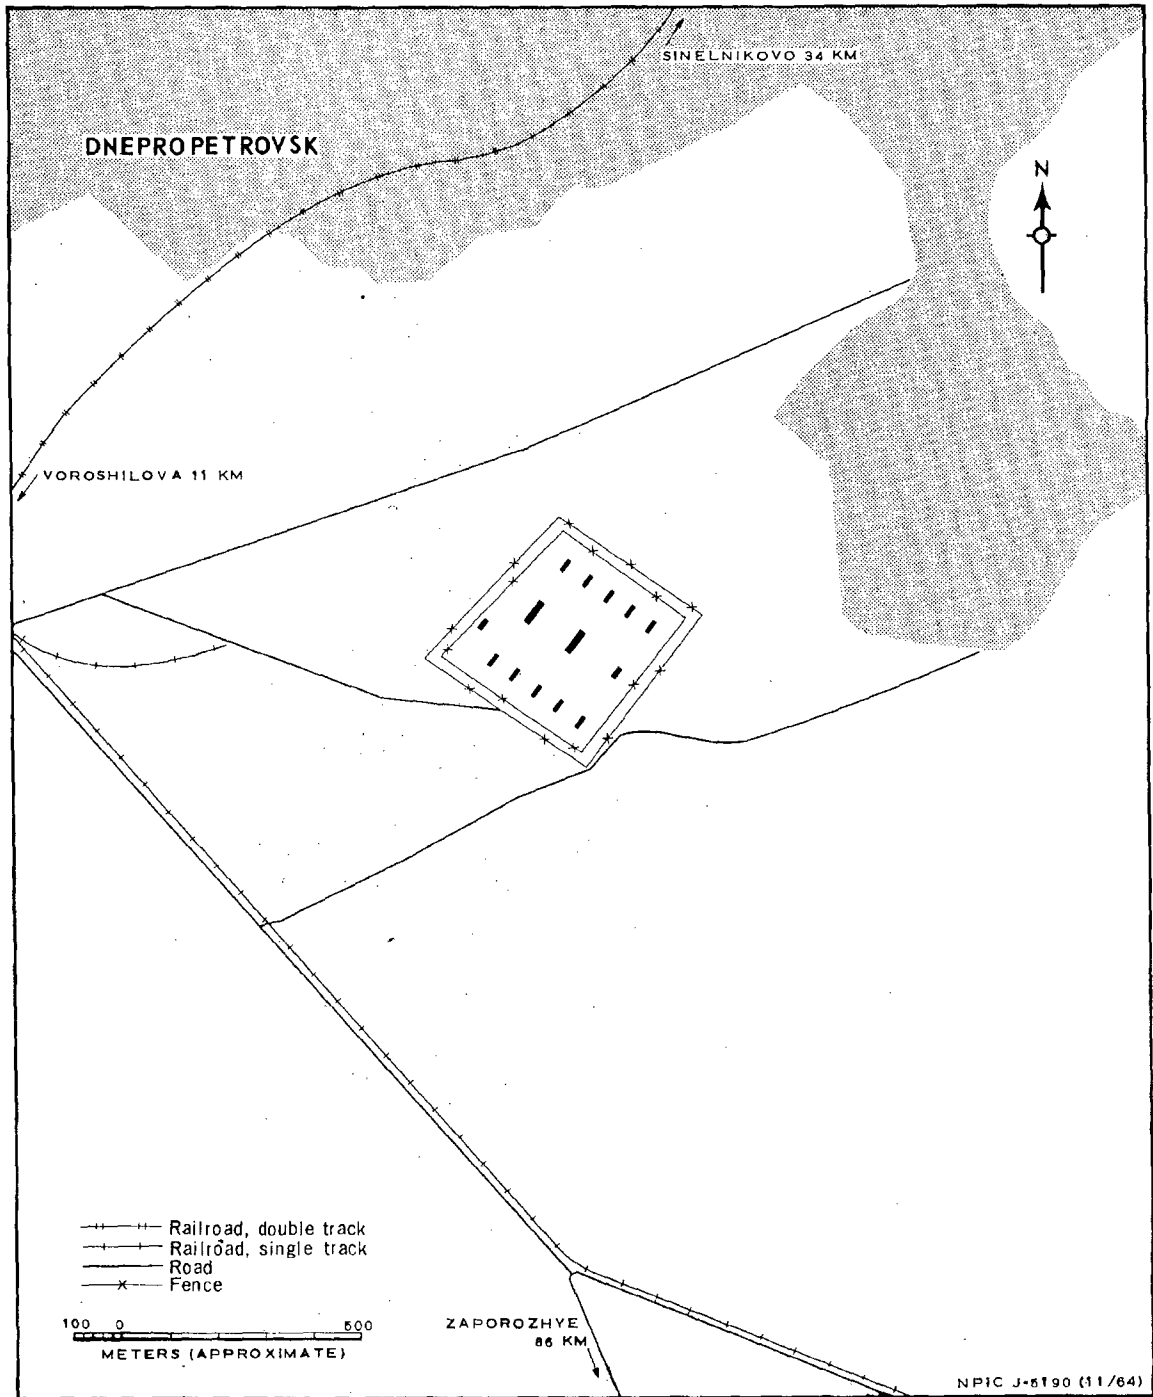 SINELNIKOVO 34 KM
DNEPROPETROVSK
N
VOROSHILOVA 11 KM
Railroad, double track
Railroad, single track
Road
Fence
100 0 500
METERS (APPROXIMATE)
ZAPOROZHYE
86 KM
NPIC J-5190 (11/64)